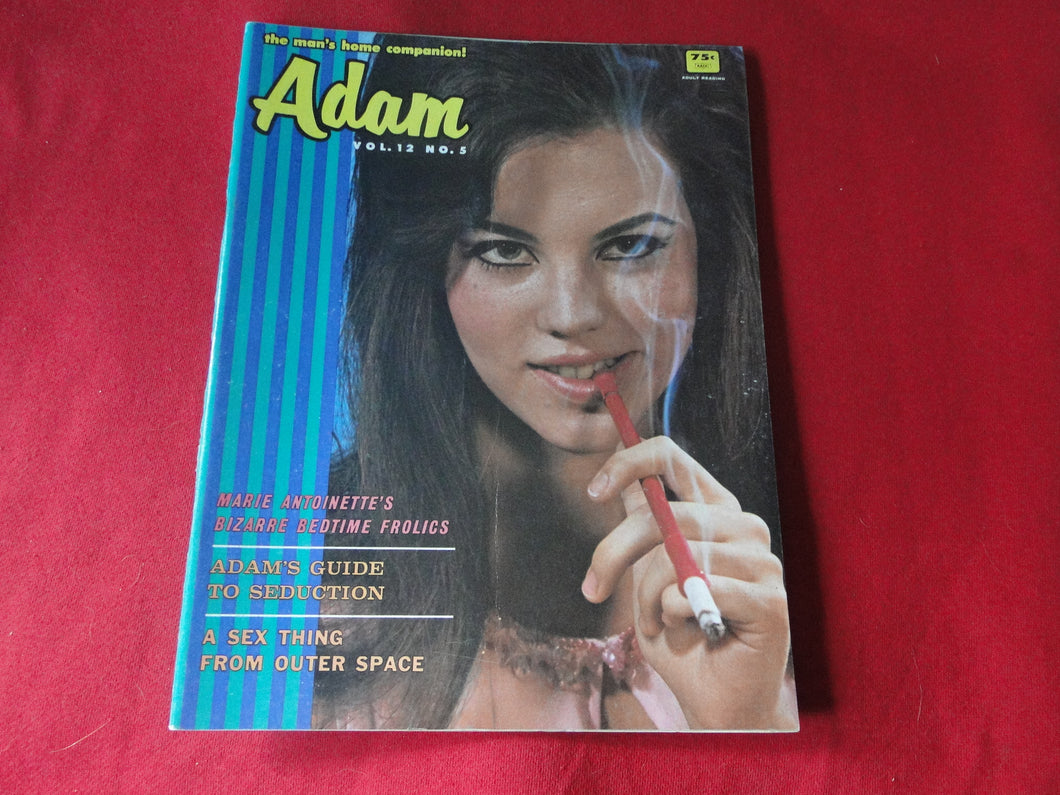 the man's home companion!
Adam
VOL. 12 NO. 5
75¢
ADULT READING
MARIE ANTOINETTE'S
BIZARRE BEDTIME FROLICS
ADAM'S GUIDE
TO SEDUCTION
A SEX THING
FROM OUTER SPACE